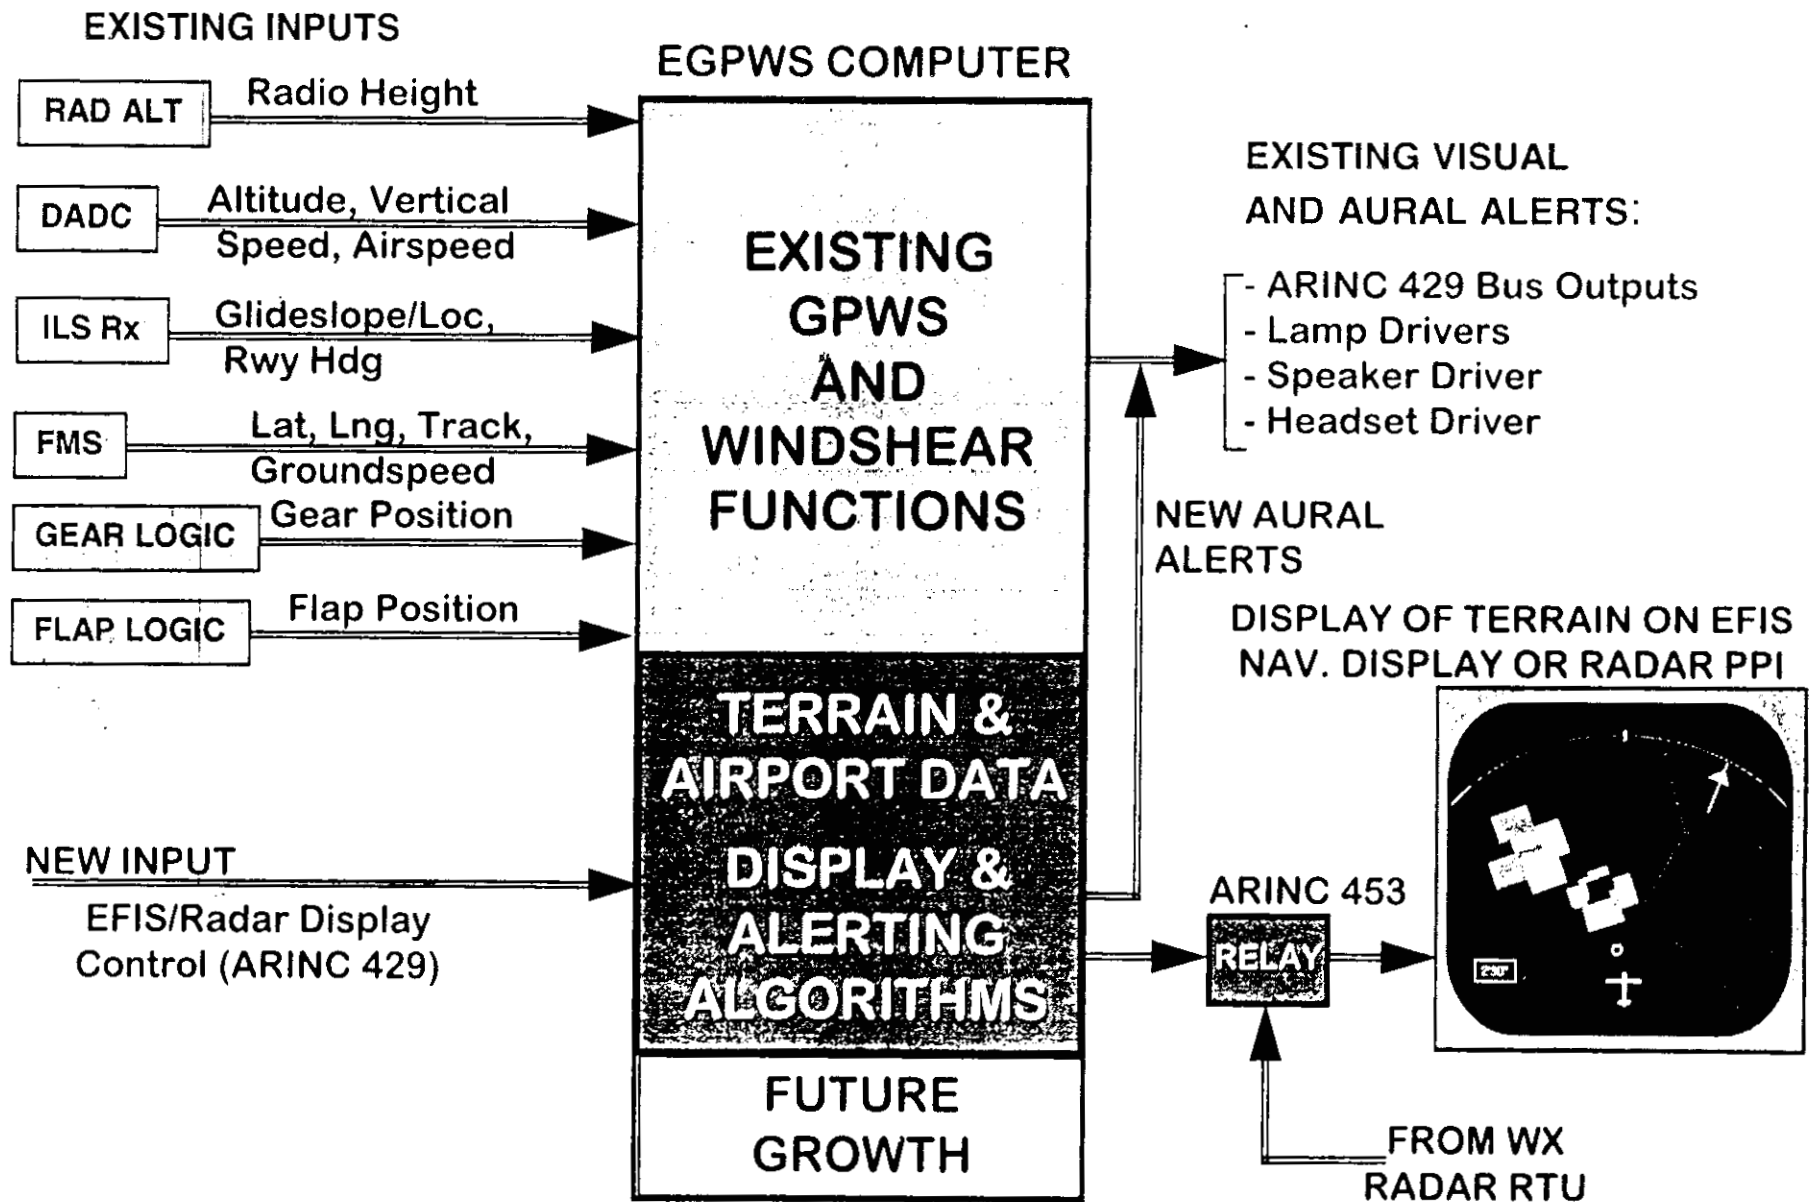 EXISTING INPUTS
EGPWS COMPUTER
RAD ALT
Radio Height
DADC
Altitude, Vertical
Speed, Airspeed
ILS Rx
Glideslope/Loc,
Rwy Hdg
FMS
Lat, Lng, Track,
Groundspeed
GEAR LOGIC
Gear Position
FLAP LOGIC
Flap Position
NEW INPUT
EFIS/Radar Display
Control (ARINC 429)
EXISTING
GPWS
AND
WINDSHEAR
FUNCTIONS
TERRAIN &
AIRPORT DATA
DISPLAY &
ALERTING
ALGORITHMS
FUTURE
GROWTH
EXISTING VISUAL
AND AURAL ALERTS:
- ARINC 429 Bus Outputs
- Lamp Drivers
- Speaker Driver
- Headset Driver
NEW AURAL
ALERTS
DISPLAY OF TERRAIN ON EFIS
NAV. DISPLAY OR RADAR PPI
ARINC 453
RELAY
FROM WX
RADAR RTU